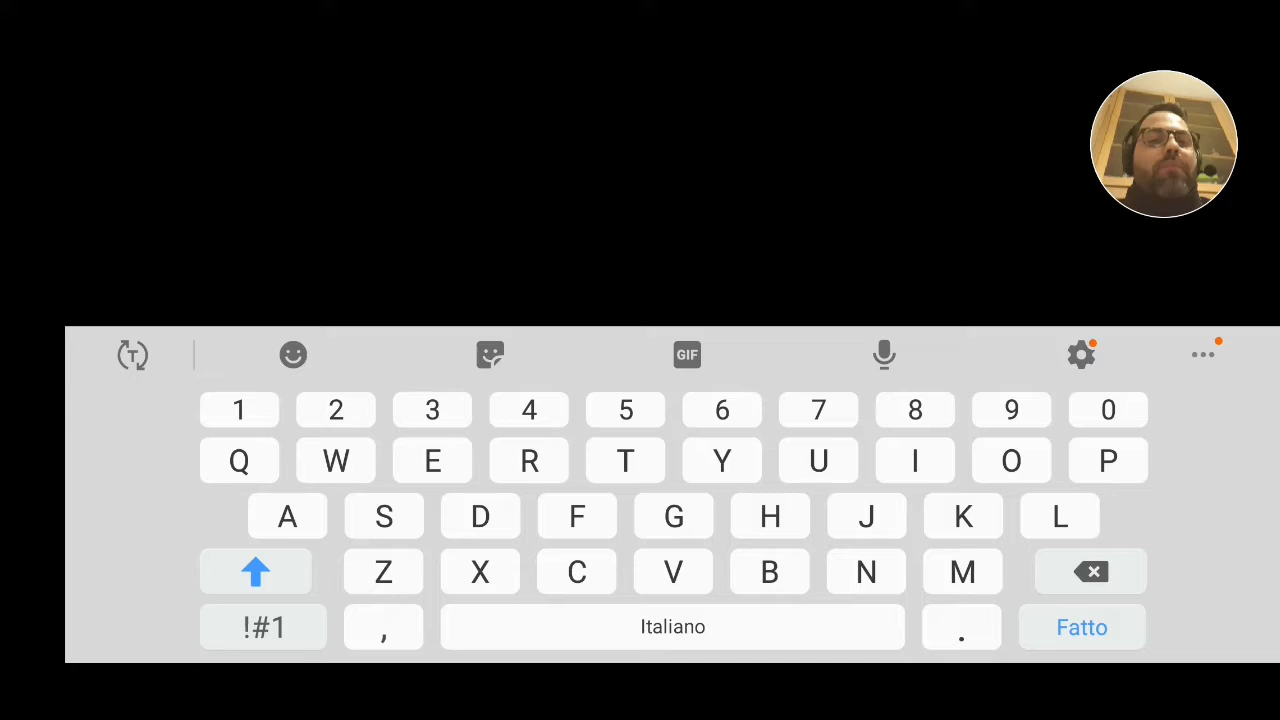 T GIF
1 2 3 4 5 6 7 8 9 0
Q W E R T Y U I O P
A S D F G H J K L
Z X C V B N M
!#1 , Italiano . Fatto